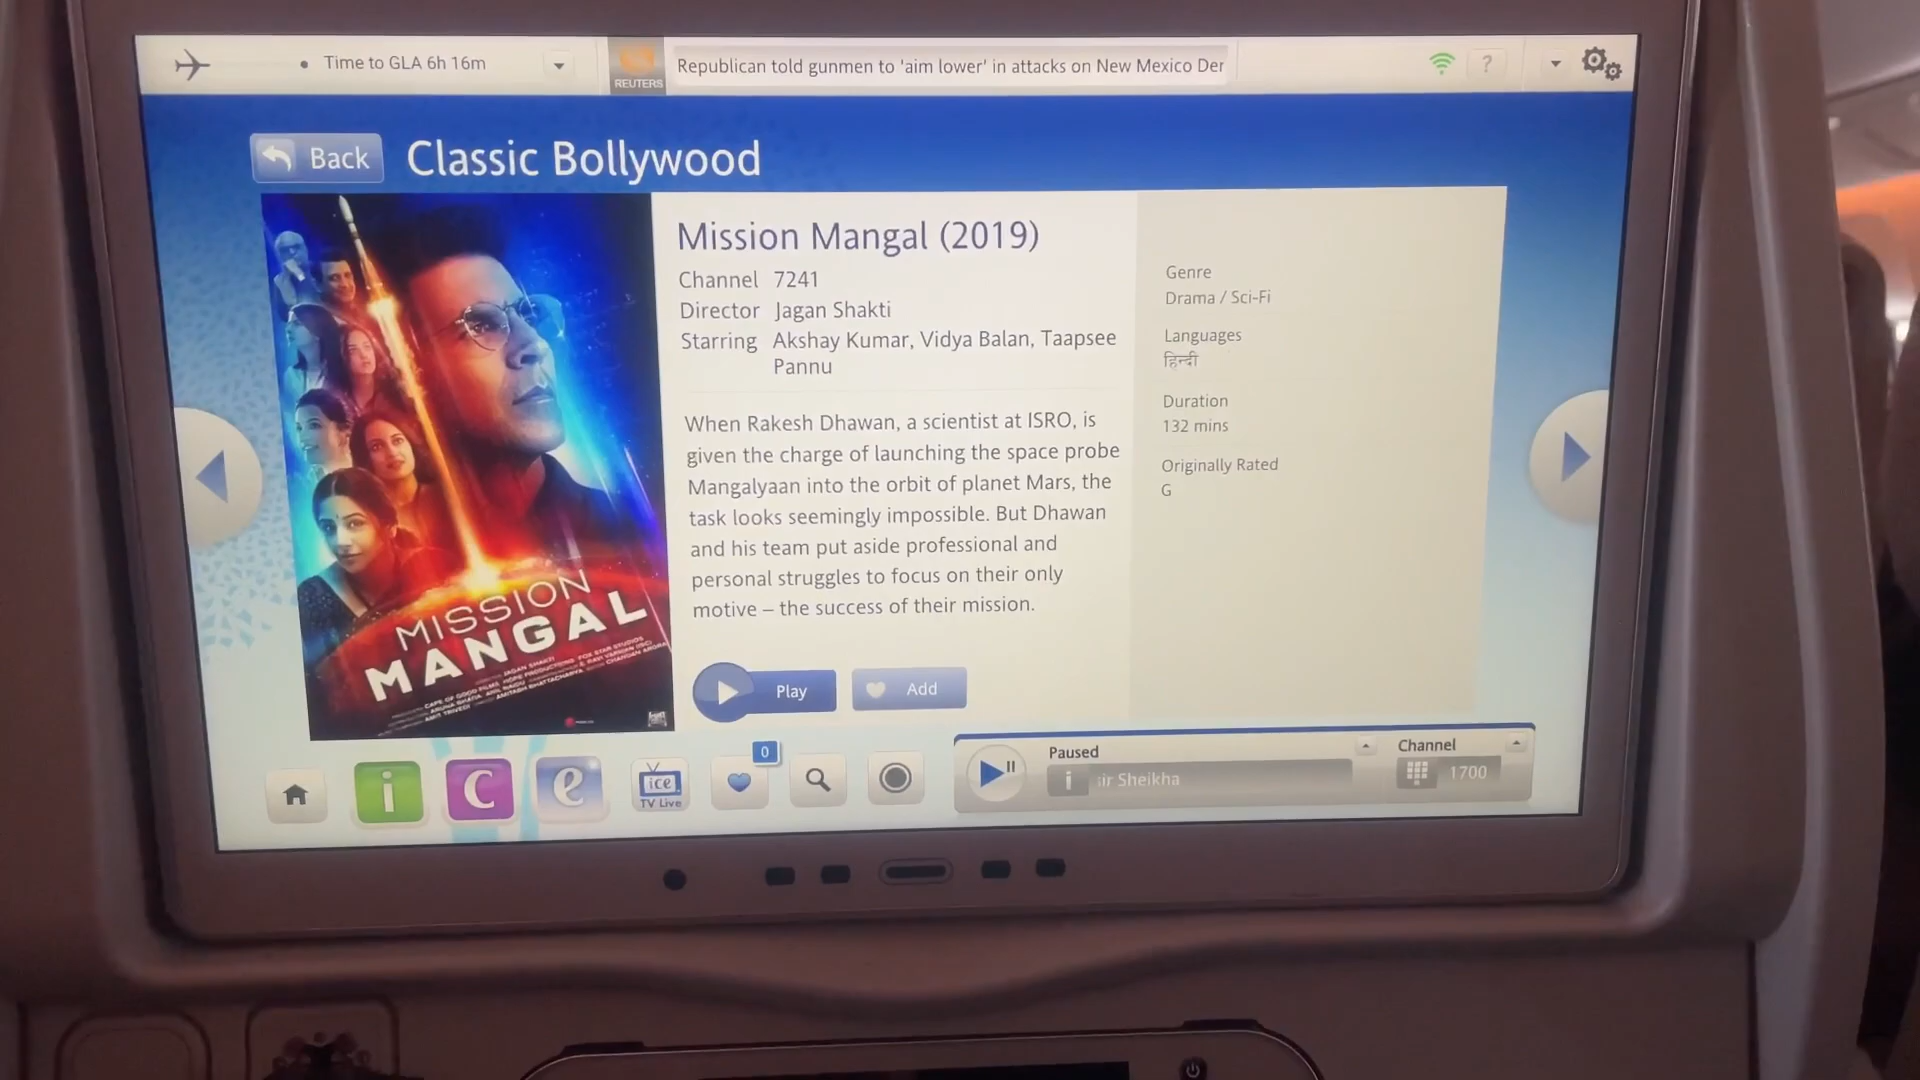 Time to GLA 6h 16m
REUTERS
Republican told gunmen to 'aim lower' in attacks on New Mexico Der
?
Back
Classic Bollywood
MISSION
MANGAL
Mission Mangal (2019)
Channel 7241
Director Jagan Shakti
Starring Akshay Kumar, Vidya Balan, Taapsee
Pannu
When Rakesh Dhawan, a scientist at ISRO, is
given the charge of launching the space probe
Mangalyaan into the orbit of planet Mars, the
task looks seemingly impossible. But Dhawan
and his team put aside professional and
personal struggles to focus on their only
motive – the success of their mission.
Play
Add
Genre
Drama / Sci-Fi
Languages
हिन्दी
Duration
132 mins
Originally Rated
G
i
C
e
ice
TV Live
0
Paused
i
ir Sheikha
Channel
1700